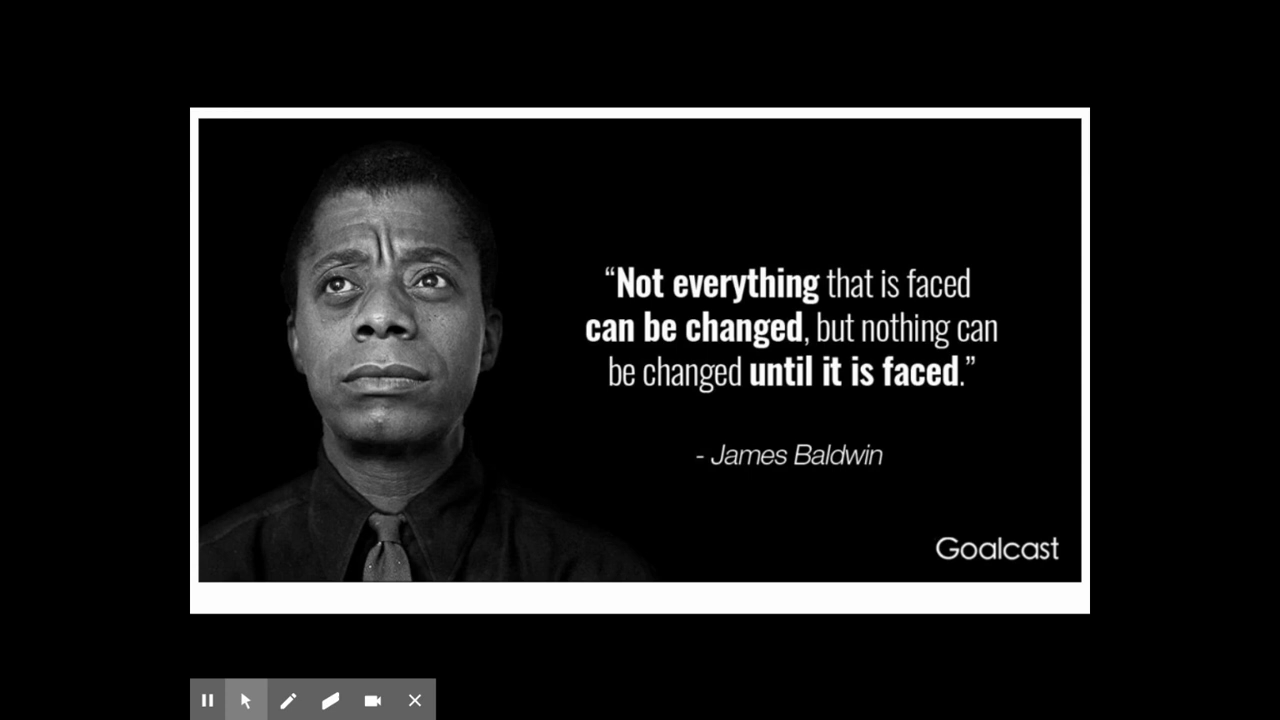 “Not everything that is faced
can be changed, but nothing can
be changed until it is faced.”
- James Baldwin
Goalcast